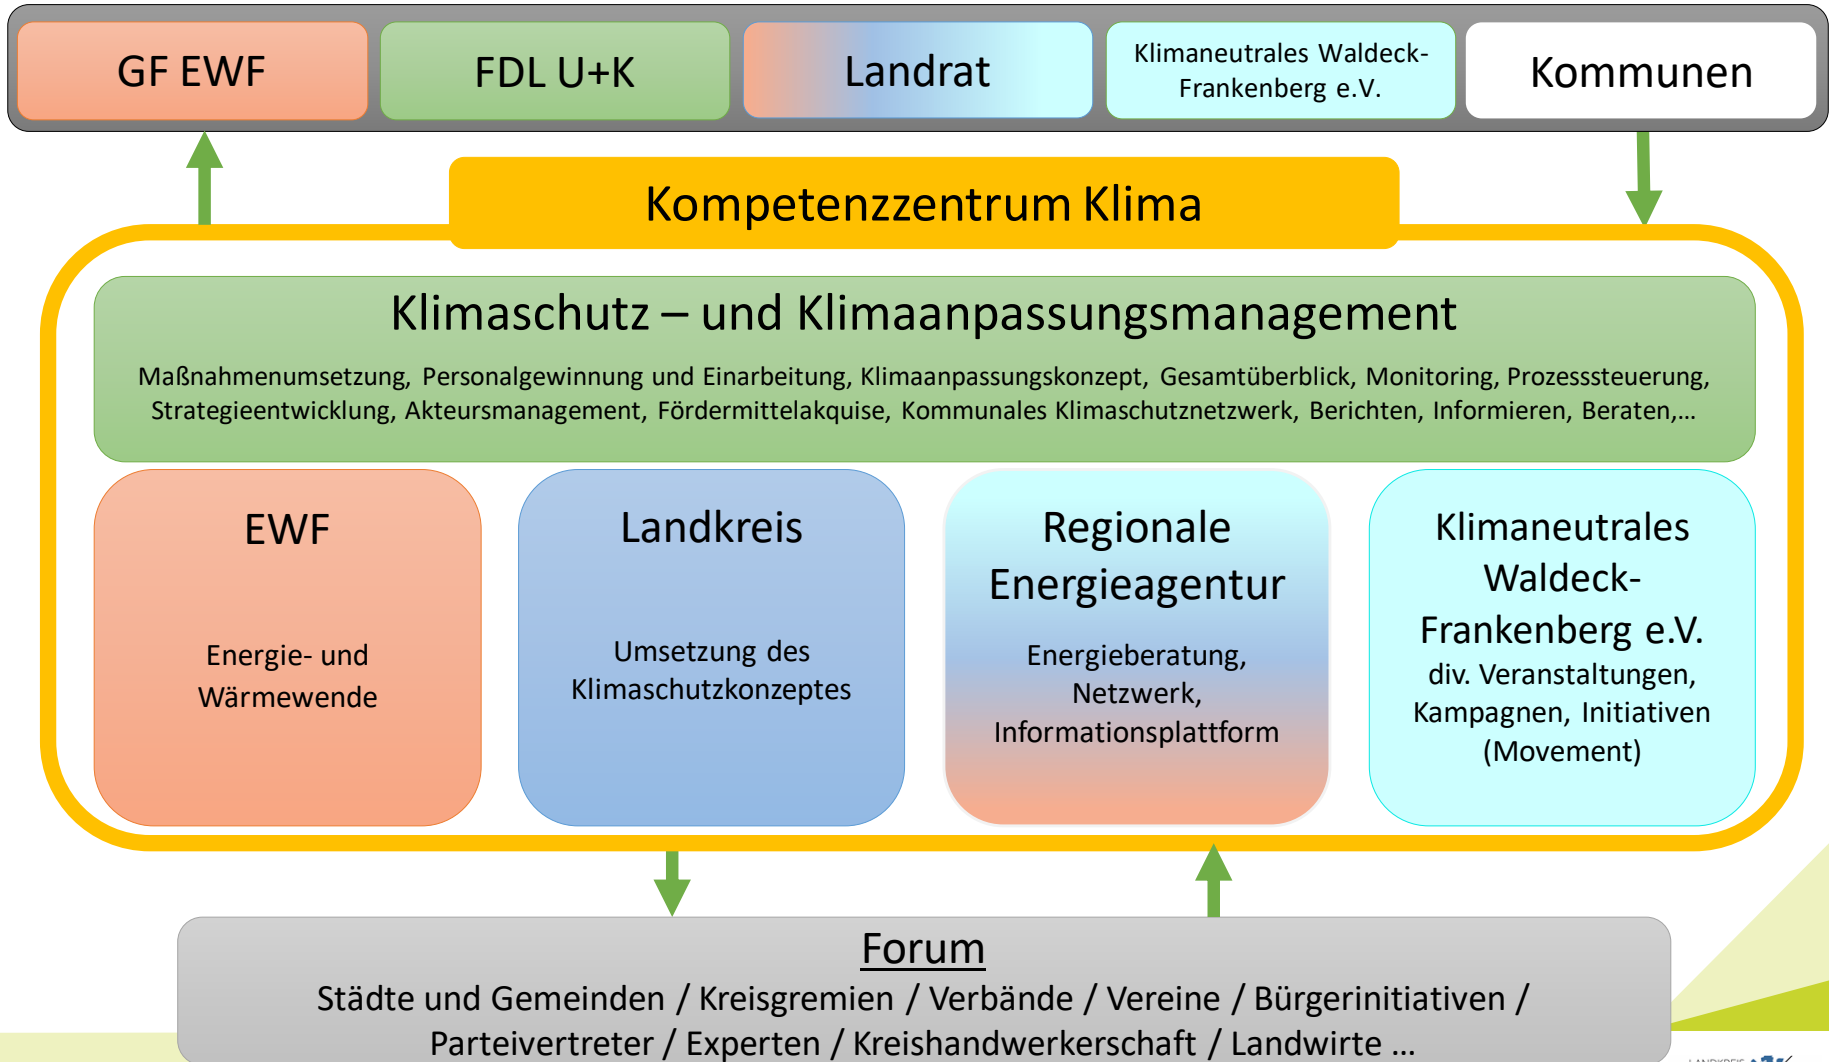 GF EWF
FDL U+K
Landrat
Klimaneutrales Waldeck-
Frankenberg e.V.
Kommunen
Kompetenzzentrum Klima
Klimaschutz – und Klimaanpassungsmanagement
Maßnahmenumsetzung, Personalgewinnung und Einarbeitung, Klimaanpassungskonzept, Gesamtüberblick, Monitoring, Prozesssteuerung,
Strategieentwicklung, Akteursmanagement, Fördermittelakquise, Kommunales Klimaschutznetzwerk, Berichten, Informieren, Beraten,...
EWF
Energie- und
Wärmewende
Landkreis
Umsetzung des
Klimaschutzkonzeptes
Regionale
Energieagentur
Energieberatung,
Netzwerk,
Informationsplattform
Klimaneutrales
Waldeck-
Frankenberg e.V.
div. Veranstaltungen,
Kampagnen, Initiativen
(Movement)
Forum
Städte und Gemeinden / Kreisgremien / Verbände / Vereine / Bürgerinitiativen /
Parteivertreter / Experten / Kreishandwerkerschaft / Landwirte ...
LANDKREIS